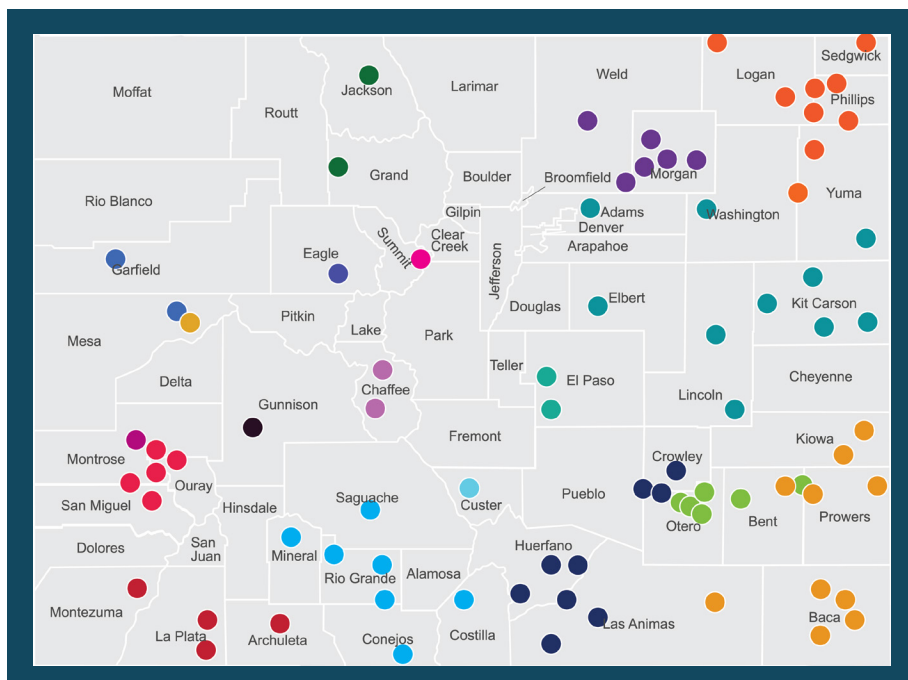 Sedgwick
Weld
Logan
Larimar
Jackson
Moffat
Phillips
Routt
Grand
Boulder
Broomfield
Morgan
Yuma
Rio Blanco
Gilpin
Adams
Washington
Denver
Clear
Creek
Summit
Arapahoe
Eagle
Garfield
Jefferson
Elbert
Kit Carson
Douglas
Pitkin
Lake
Park
Mesa
Teller
Cheyenne
El Paso
Delta
Chaffee
Lincoln
Gunnison
Fremont
Kiowa
Crowley
Montrose
Ouray
Pueblo
Saguache
San Miguel
Hinsdale
Custer
Prowers
Bent
Otero
Dolores
San
Juan
Mineral
Huerfano
Rio Grande
Alamosa
Montezuma
La Plata
Archuleta
Conejos
Costilla
Las Animas
Baca